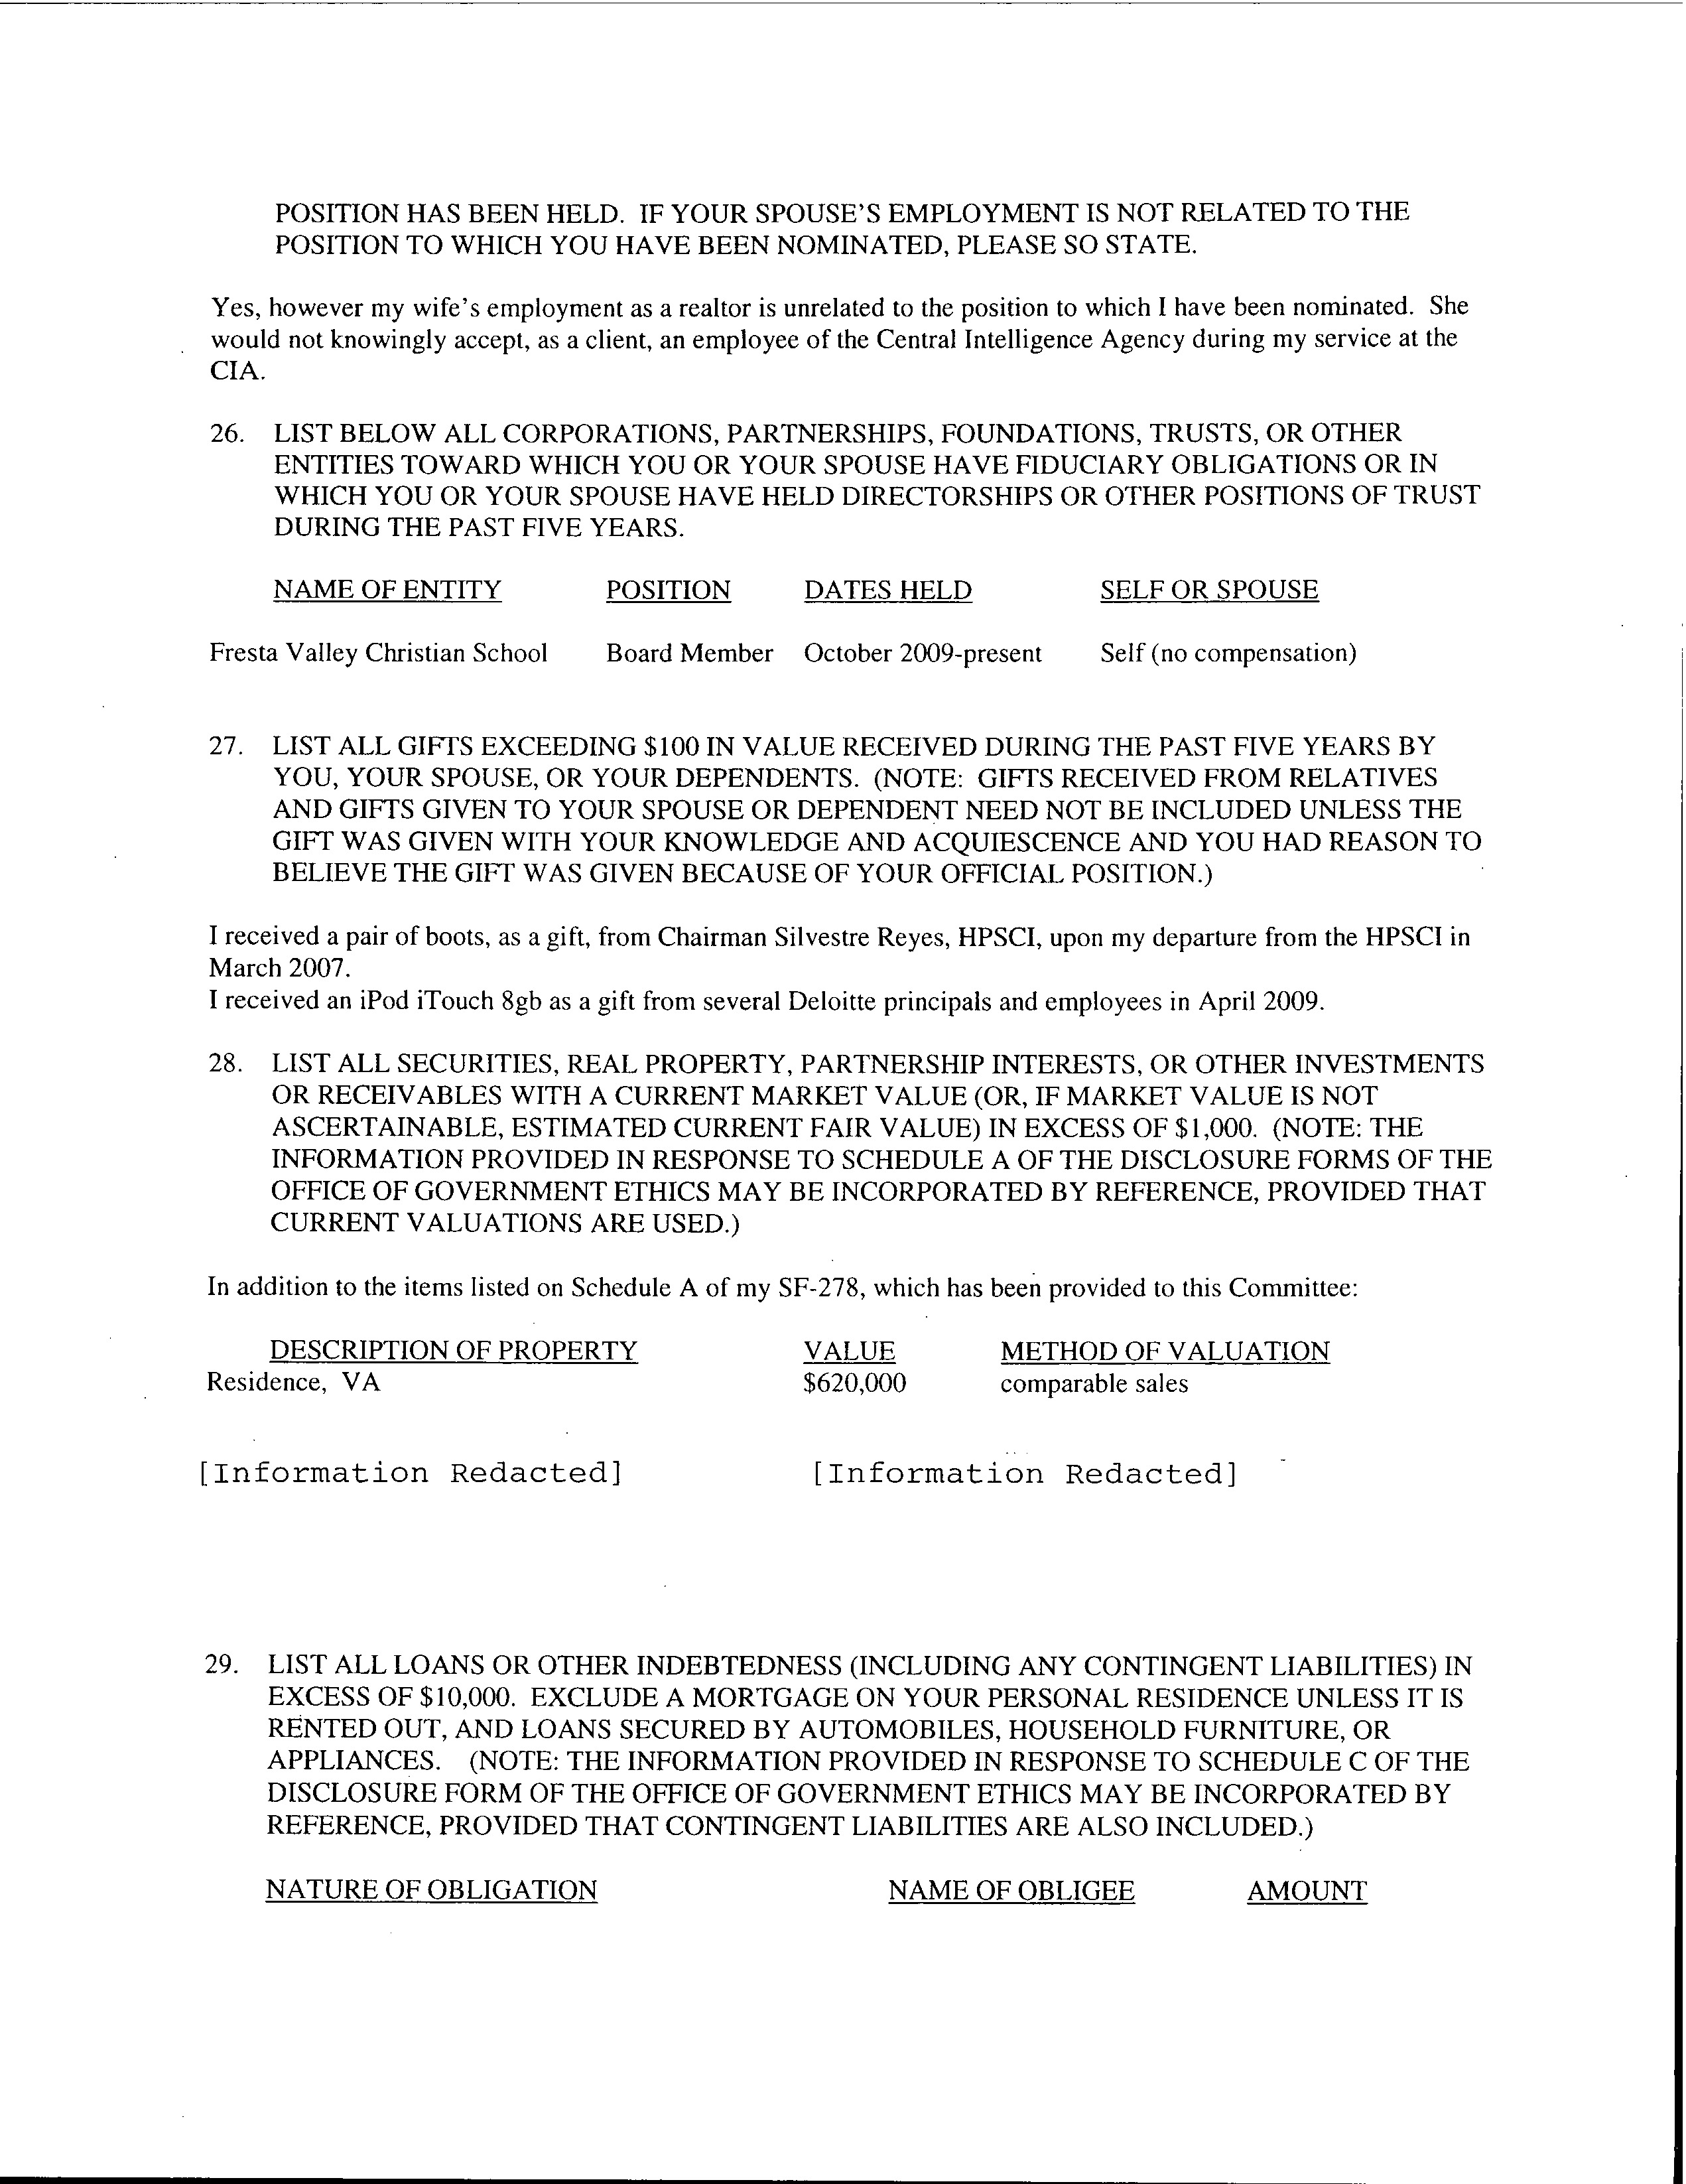 POSITION HAS BEEN HELD. IF YOUR SPOUSE'S EMPLOYMENT IS NOT RELATED TO THE
POSITION TO WHICH YOU HAVE BEEN NOMINATED, PLEASE SO STATE.
Yes, however my wife's employment as a realtor is unrelated to the position to which I have been nominated. She
would not knowingly accept, as a client, an employee of the Central Intelligence Agency during my service at the
CIA.
26. LIST BELOW ALL CORPORATIONS, PARTNERSHIPS, FOUNDATIONS, TRUSTS, OR OTHER
ENTITIES TOWARD WHICH YOU OR YOUR SPOUSE HAVE FIDUCIARY OBLIGATIONS OR IN
WHICH YOU OR YOUR SPOUSE HAVE HELD DIRECTORSHIPS OR OTHER POSITIONS OF TRUST
DURING THE PAST FIVE YEARS.
NAME OF ENTITY POSITION DATES HELD SELF OR SPOUSE
Fresta Valley Christian School Board Member October 2009-present Self (no compensation)
27. LIST ALL GIFTS EXCEEDING $100 IN VALUE RECEIVED DURING THE PAST FIVE YEARS BY
YOU, YOUR SPOUSE, OR YOUR DEPENDENTS. (NOTE: GIFTS RECEIVED FROM RELATIVES
AND GIFTS GIVEN TO YOUR SPOUSE OR DEPENDENT NEED NOT BE INCLUDED UNLESS THE
GIFT WAS GIVEN WITH YOUR KNOWLEDGE AND ACQUIESCENCE AND YOU HAD REASON TO
BELIEVE THE GIFT WAS GIVEN BECAUSE OF YOUR OFFICIAL POSITION.)
I received a pair of boots, as a gift, from Chairman Silvestre Reyes, HPSCI, upon my departure from the HPSCI in
March 2007.
I received an iPod iTouch 8gb as a gift from several Deloitte principals and employees in April 2009.
28. LIST ALL SECURITIES, REAL PROPERTY, PARTNERSHIP INTERESTS, OR OTHER INVESTMENTS
OR RECEIVABLES WITH A CURRENT MARKET VALUE (OR, IF MARKET VALUE IS NOT
ASCERTAINABLE, ESTIMATED CURRENT FAIR VALUE) IN EXCESS OF $1,000. (NOTE: THE
INFORMATION PROVIDED IN RESPONSE TO SCHEDULE A OF THE DISCLOSURE FORMS OF THE
OFFICE OF GOVERNMENT ETHICS MAY BE INCORPORATED BY REFERENCE, PROVIDED THAT
CURRENT VALUATIONS ARE USED.)
In addition to the items listed on Schedule A of my SF-278, which has been provided to this Committee:
DESCRIPTION OF PROPERTY VALUE METHOD OF VALUATION
Residence, VA $620,000 comparable sales
[Information Redacted] [Information Redacted]
29. LIST ALL LOANS OR OTHER INDEBTEDNESS (INCLUDING ANY CONTINGENT LIABILITIES) IN
EXCESS OF $10,000. EXCLUDE A MORTGAGE ON YOUR PERSONAL RESIDENCE UNLESS IT IS
RENTED OUT, AND LOANS SECURED BY AUTOMOBILES, HOUSEHOLD FURNITURE, OR
APPLIANCES. (NOTE: THE INFORMATION PROVIDED IN RESPONSE TO SCHEDULE C OF THE
DISCLOSURE FORM OF THE OFFICE OF GOVERNMENT ETHICS MAY BE INCORPORATED BY
REFERENCE, PROVIDED THAT CONTINGENT LIABILITIES ARE ALSO INCLUDED.)
NATURE OF OBLIGATION NAME OF OBLIGEE AMOUNT